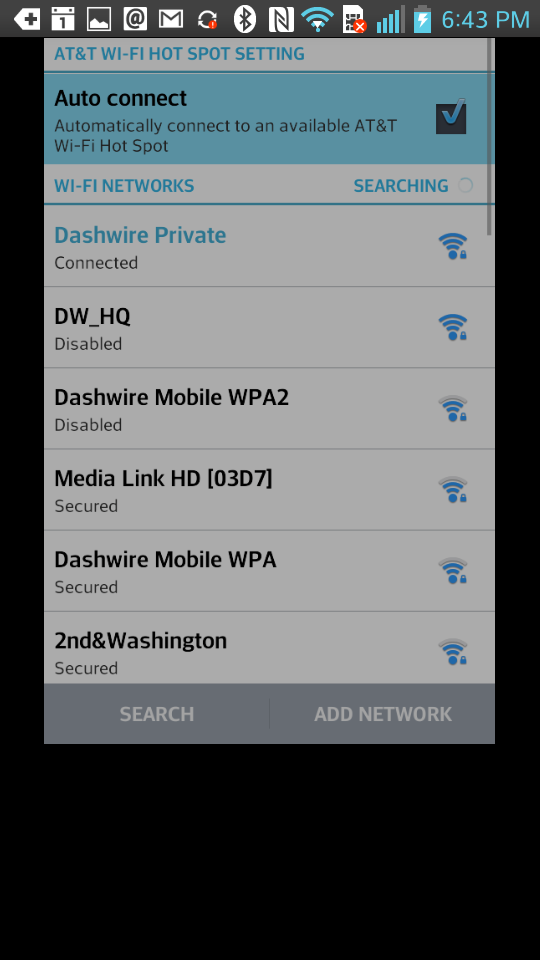 1 @ 6:43 PM
AT&T WI-FI HOT SPOT SETTING
Auto connect
Automatically connect to an available AT&T
Wi-Fi Hot Spot
WI-FI NETWORKS SEARCHING
Dashwire Private
Connected
DW_HQ
Disabled
Dashwire Mobile WPA2
Disabled
Media Link HD [03D7]
Secured
Dashwire Mobile WPA
Secured
2nd&Washington
Secured
SEARCH ADD NETWORK